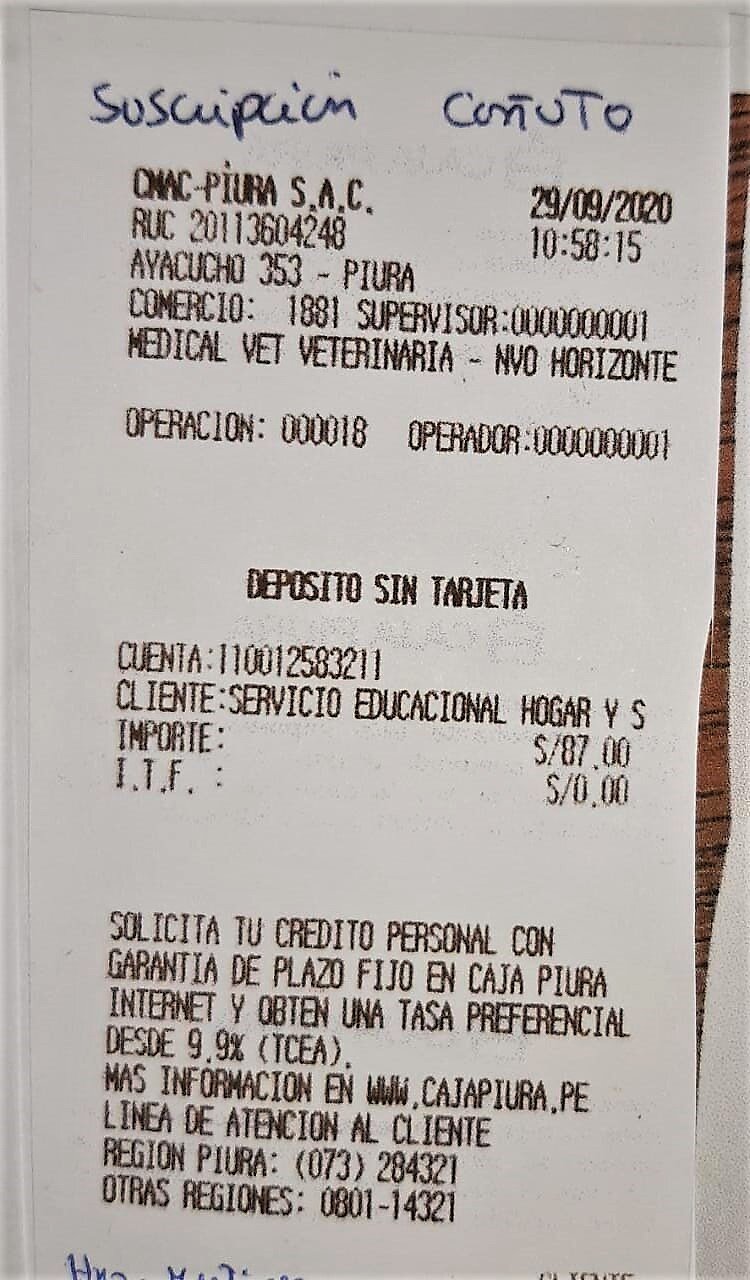 Suscripción Cañuto
CMAC-PIURA S.A.C. 29/09/2020
RUC 20113604248 10:58:15
AYACUCHO 353 - PIURA
COMERCIO: 1881 SUPERVISOR:0000000001
MEDICAL VET VETERINARIA - NVO HORIZONTE
OPERACION: 000018 OPERADOR:0000000001
DEPOSITO SIN TARJETA
CUENTA:110012583211
CLIENTE:SERVICIO EDUCACIONAL HOGAR Y S
IMPORTE: S/87.00
I.T.F. : S/0.00
SOLICITA TU CREDITO PERSONAL CON
GARANTIA DE PLAZO FIJO EN CAJA PIURA
INTERNET Y OBTEN UNA TASA PREFERENCIAL
DESDE 9.9% (TCEA).
MAS INFORMACION EN WWW.CAJAPIURA.PE
LINEA DE ATENCION AL CLIENTE
REGION PIURA: (073) 284321
OTRAS REGIONES: 0801-14321